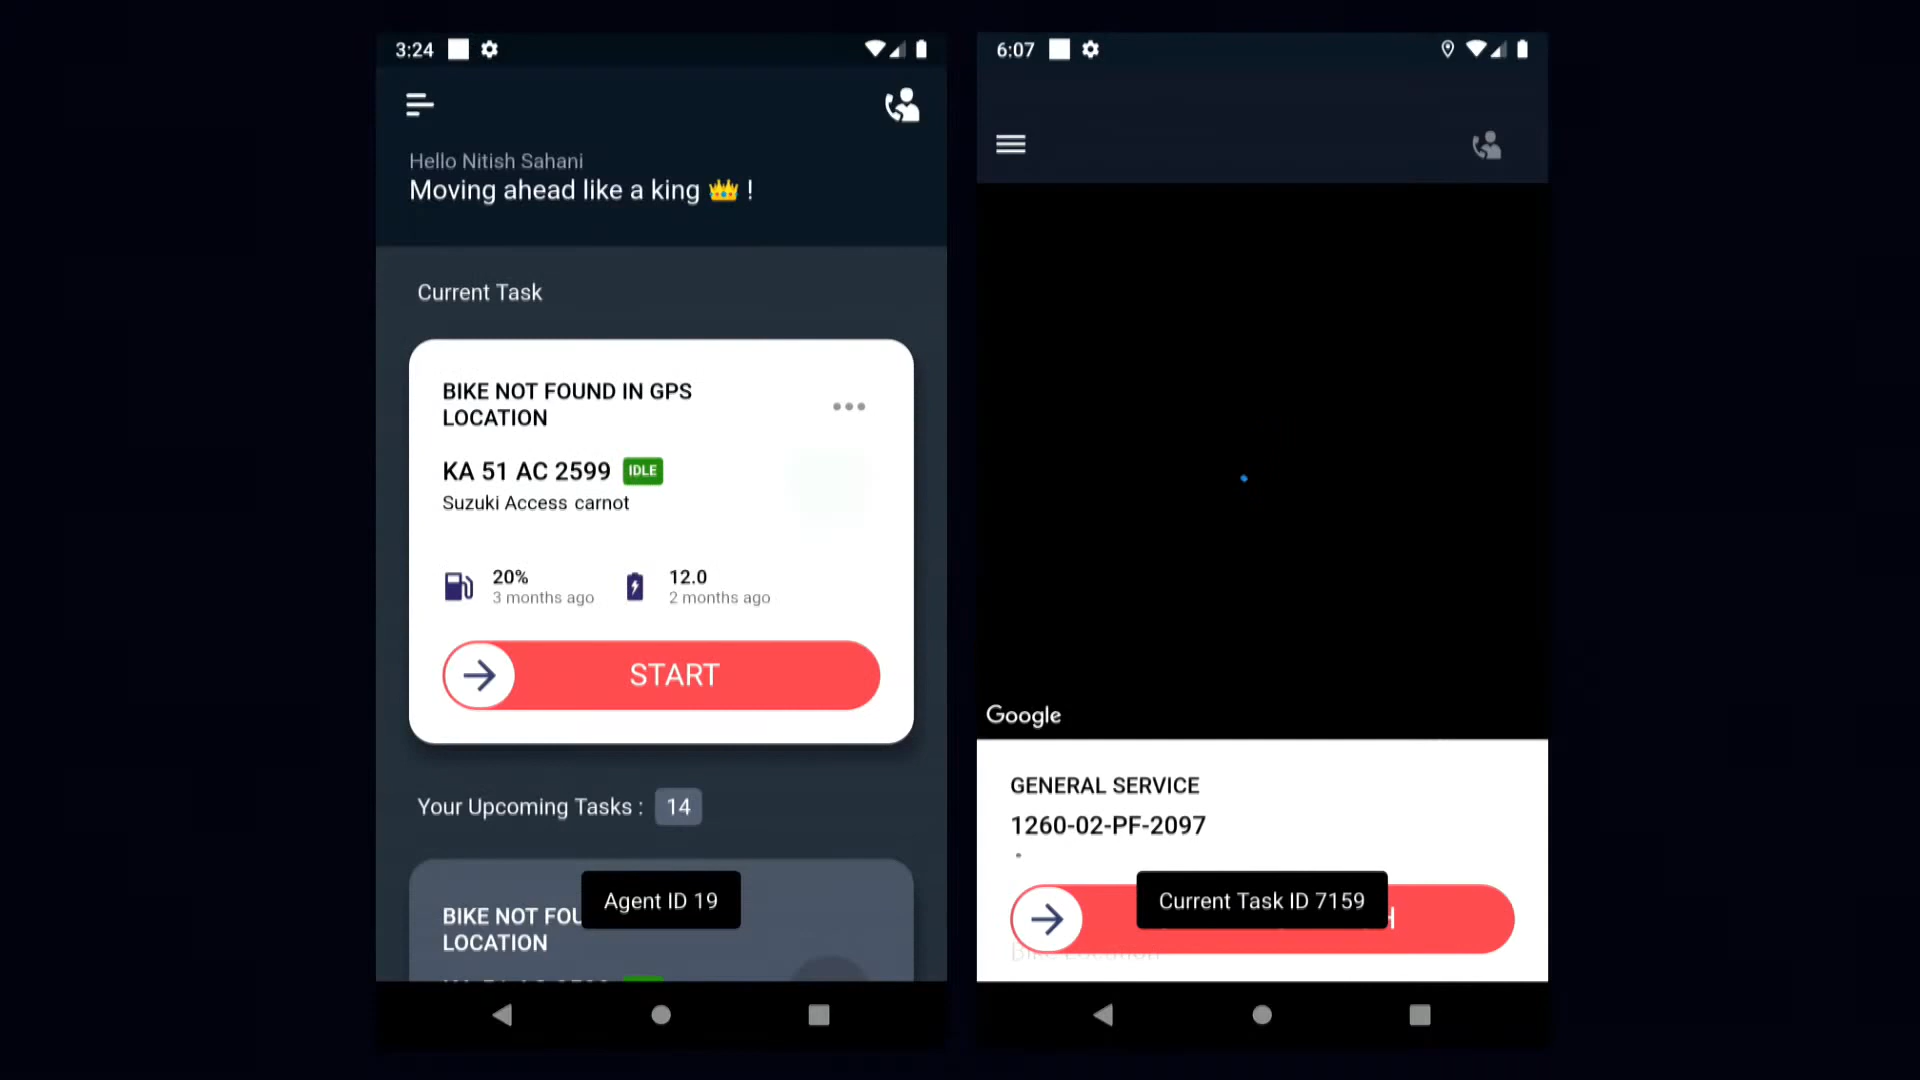 3:24
Hello Nitish Sahani
Moving ahead like a king 👑 !
Current Task
BIKE NOT FOUND IN GPS
LOCATION
KA 51 AC 2599 IDLE
Suzuki Access carnot
20%
3 months ago
12.0
2 months ago
START
Your Upcoming Tasks : 14
BIKE NOT FOU
LOCATION
Agent ID 19
6:07
Google
GENERAL SERVICE
1260-02-PF-2097
Current Task ID 7159
H
Bike Location